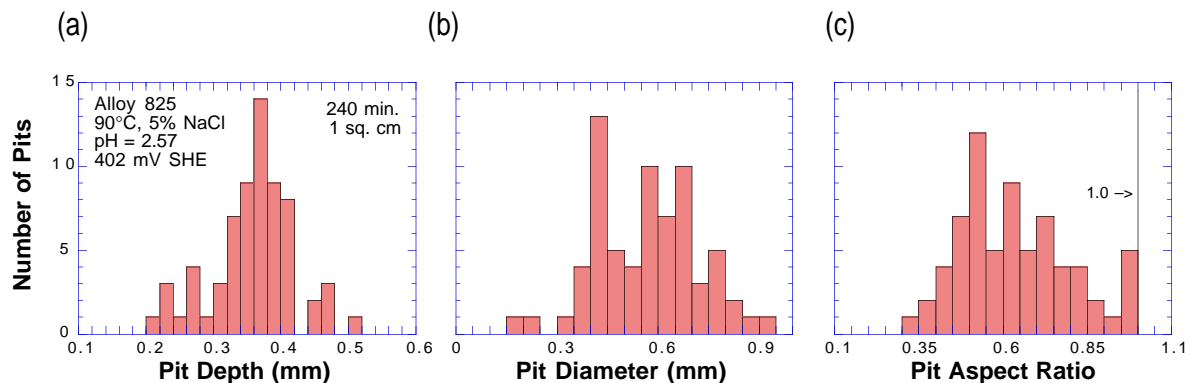 (a)
(b)
(c)
Number of Pits
15
10
5
0
Alloy 825
90°C, 5% NaCl
pH = 2.57
402 mV SHE
240 min.
1 sq. cm
0.1 0.2 0.3 0.4 0.5 0.6
Pit Depth (mm)
0 0.3 0.6 0.9
Pit Diameter (mm)
1.0 –>
0.1 0.35 0.6 0.85 1.1
Pit Aspect Ratio